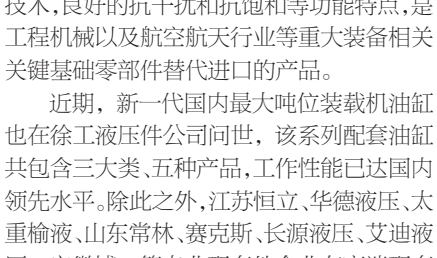 技术,良好的抗干扰和抗饱和等功能特点,是
工程机械以及航空航天行业等重大装备相关
关键基础零部件替代进口的产品。
近期，新一代国内最大吨位装载机油缸
也在徐工液压件公司问世，该系列配套油缸
共包含三大类、五种产品,工作性能已达国内
领先水平。除此之外,江苏恒立、华德液压、太
重榆液、山东常林、赛克斯、长源液压、艾迪液